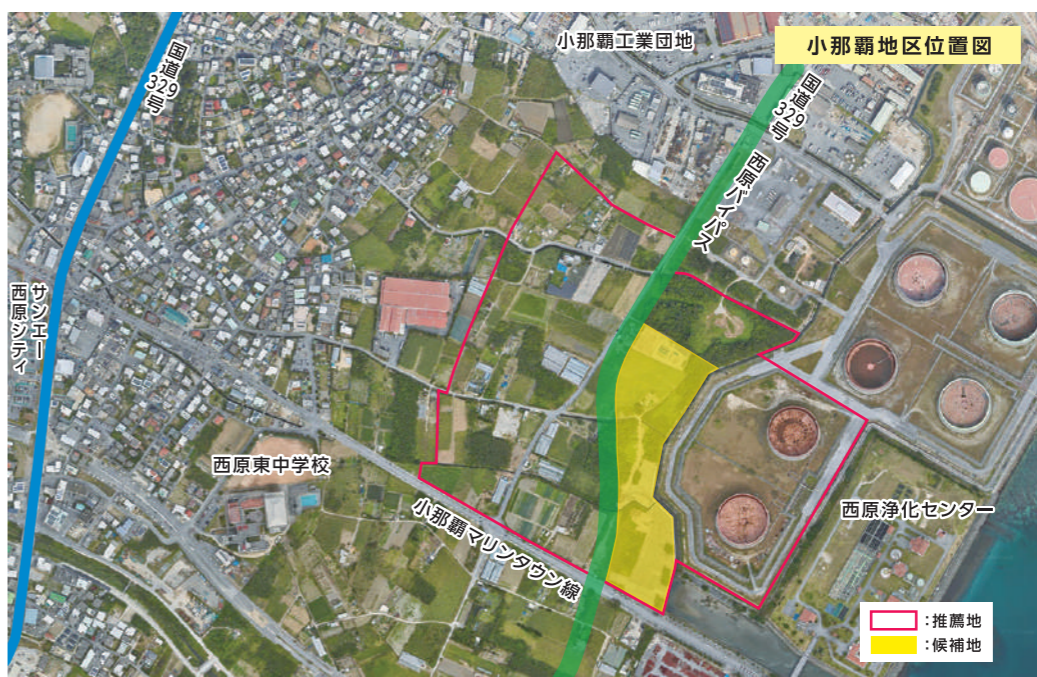 小那覇地区位置図
小那覇工業団地
国道329号
国道329号 西原バイパス
サンエー
西原シティ
西原東中学校
小那覇マリンタウン線
西原浄化センター
:推薦地
:候補地